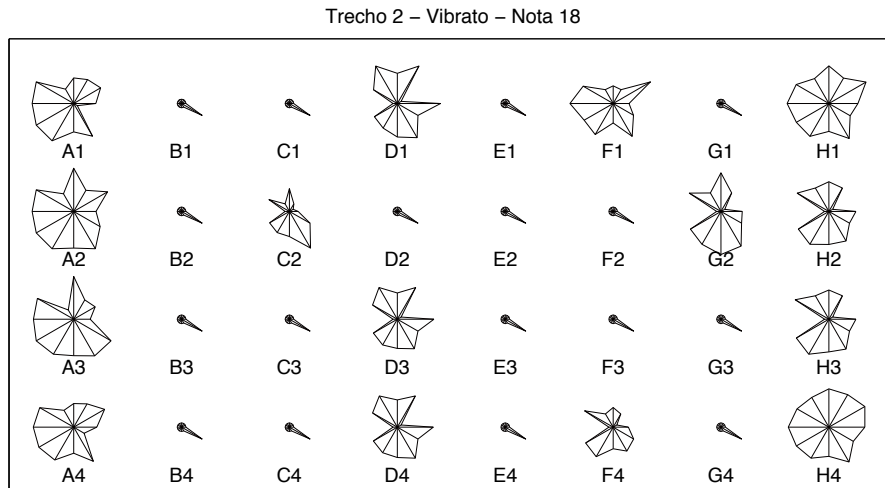 Trecho 2 – Vibrato – Nota 18
A1 B1 C1 D1 E1 F1 G1 H1
A2 B2 C2 D2 E2 F2 G2 H2
A3 B3 C3 D3 E3 F3 G3 H3
A4 B4 C4 D4 E4 F4 G4 H4